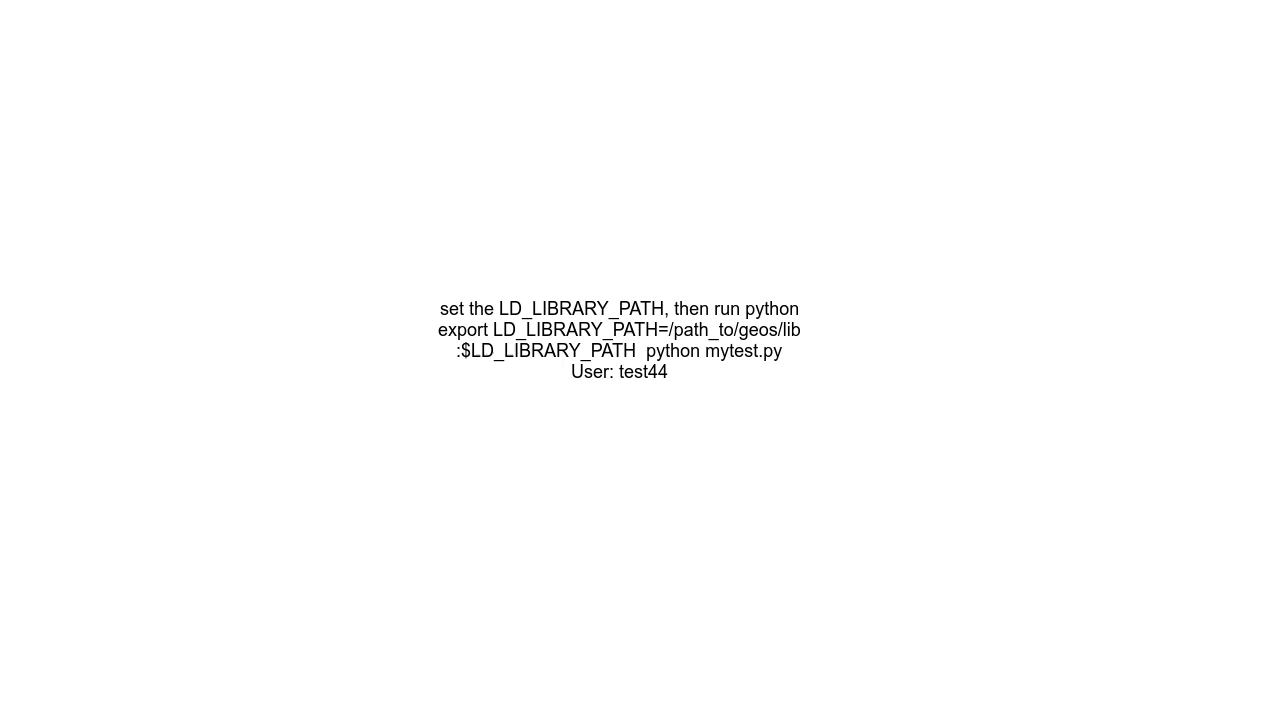 set the LD_LIBRARY_PATH, then run python
export LD_LIBRARY_PATH=/path_to/geos/lib
:$LD_LIBRARY_PATH  python mytest.py
User: test44